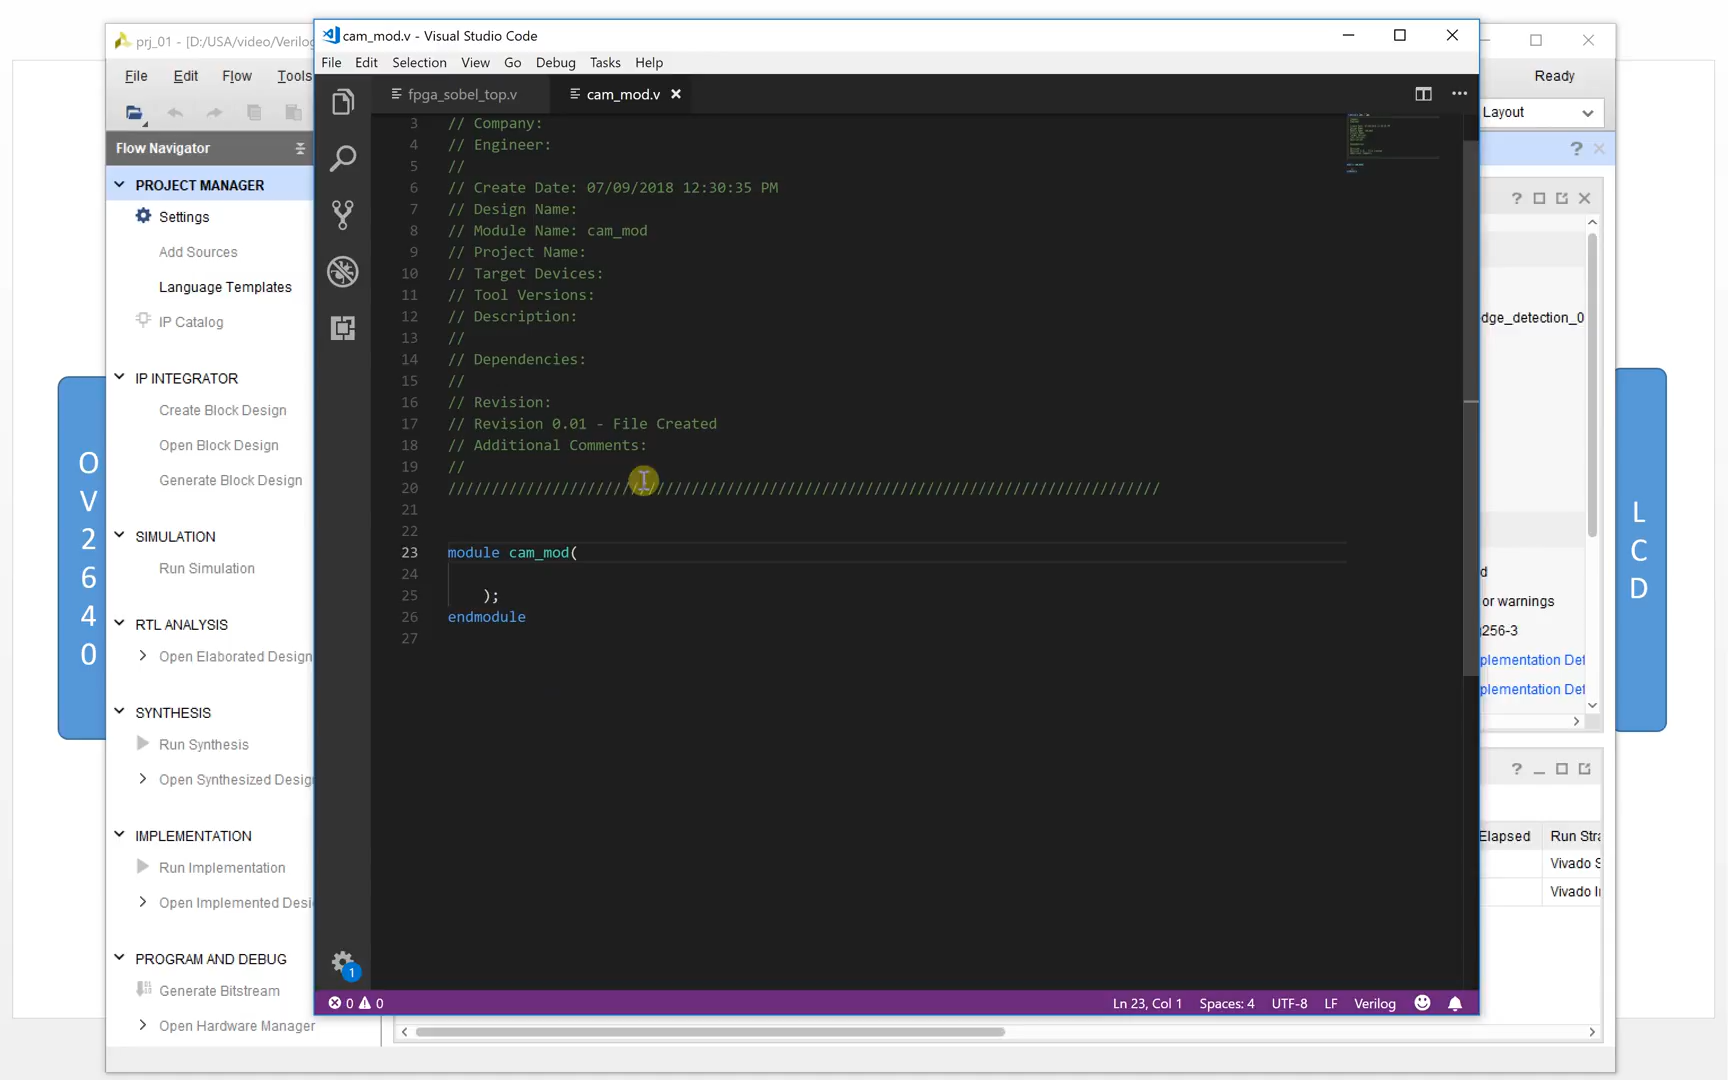 prj_01 - [D:/USA/video/Verilog
File Edit Flow Tools
Flow Navigator
PROJECT MANAGER
Settings
Add Sources
Language Templates
IP Catalog
IP INTEGRATOR
Create Block Design
Open Block Design
Generate Block Design
SIMULATION
Run Simulation
RTL ANALYSIS
Open Elaborated Design
SYNTHESIS
Run Synthesis
Open Synthesized Desig
IMPLEMENTATION
Run Implementation
Open Implemented Desi
PROGRAM AND DEBUG
Generate Bitstream
Open Hardware Manager
O
V
2
6
4
0
cam_mod.v - Visual Studio Code
File Edit Selection View Go Debug Tasks Help
fpga_sobel_top.v cam_mod.v
3 // Company:
4 // Engineer:
5 //
6 // Create Date: 07/09/2018 12:30:35 PM
7 // Design Name:
8 // Module Name: cam_mod
9 // Project Name:
10 // Target Devices:
11 // Tool Versions:
12 // Description:
13 //
14 // Dependencies:
15 //
16 // Revision:
17 // Revision 0.01 - File Created
18 // Additional Comments:
19 //
20 //////////////////////////////////////////////////////////////////////////////////
21
22
23 module cam_mod(
24
25 );
26 endmodule
27
1
0 0 Ln 23, Col 1 Spaces: 4 UTF-8 LF Verilog
Ready
Layout
dge_detection_0
d
or warnings
256-3
plementation Def
plementation Def
Elapsed Run Stra
Vivado S
Vivado I
L
C
D